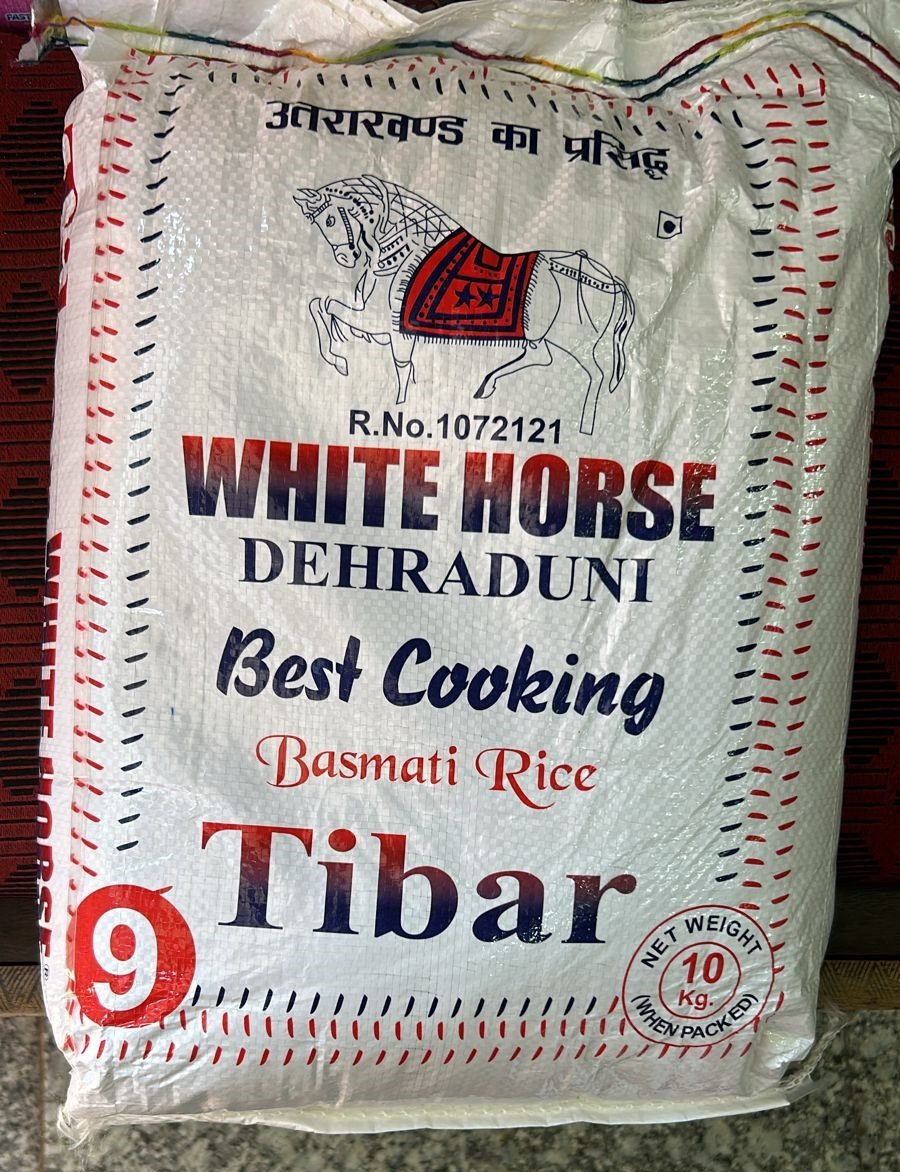 FAST
उतराखण्ड का प्रसिद्ध
R.No.1072121
WHITE HORSE
DEHRADUNI
Best Cooking
Basmati Rice
Tibar
9
NET WEIGHT
10
Kg.
(WHEN PACKED)
WHITE HORSE ®